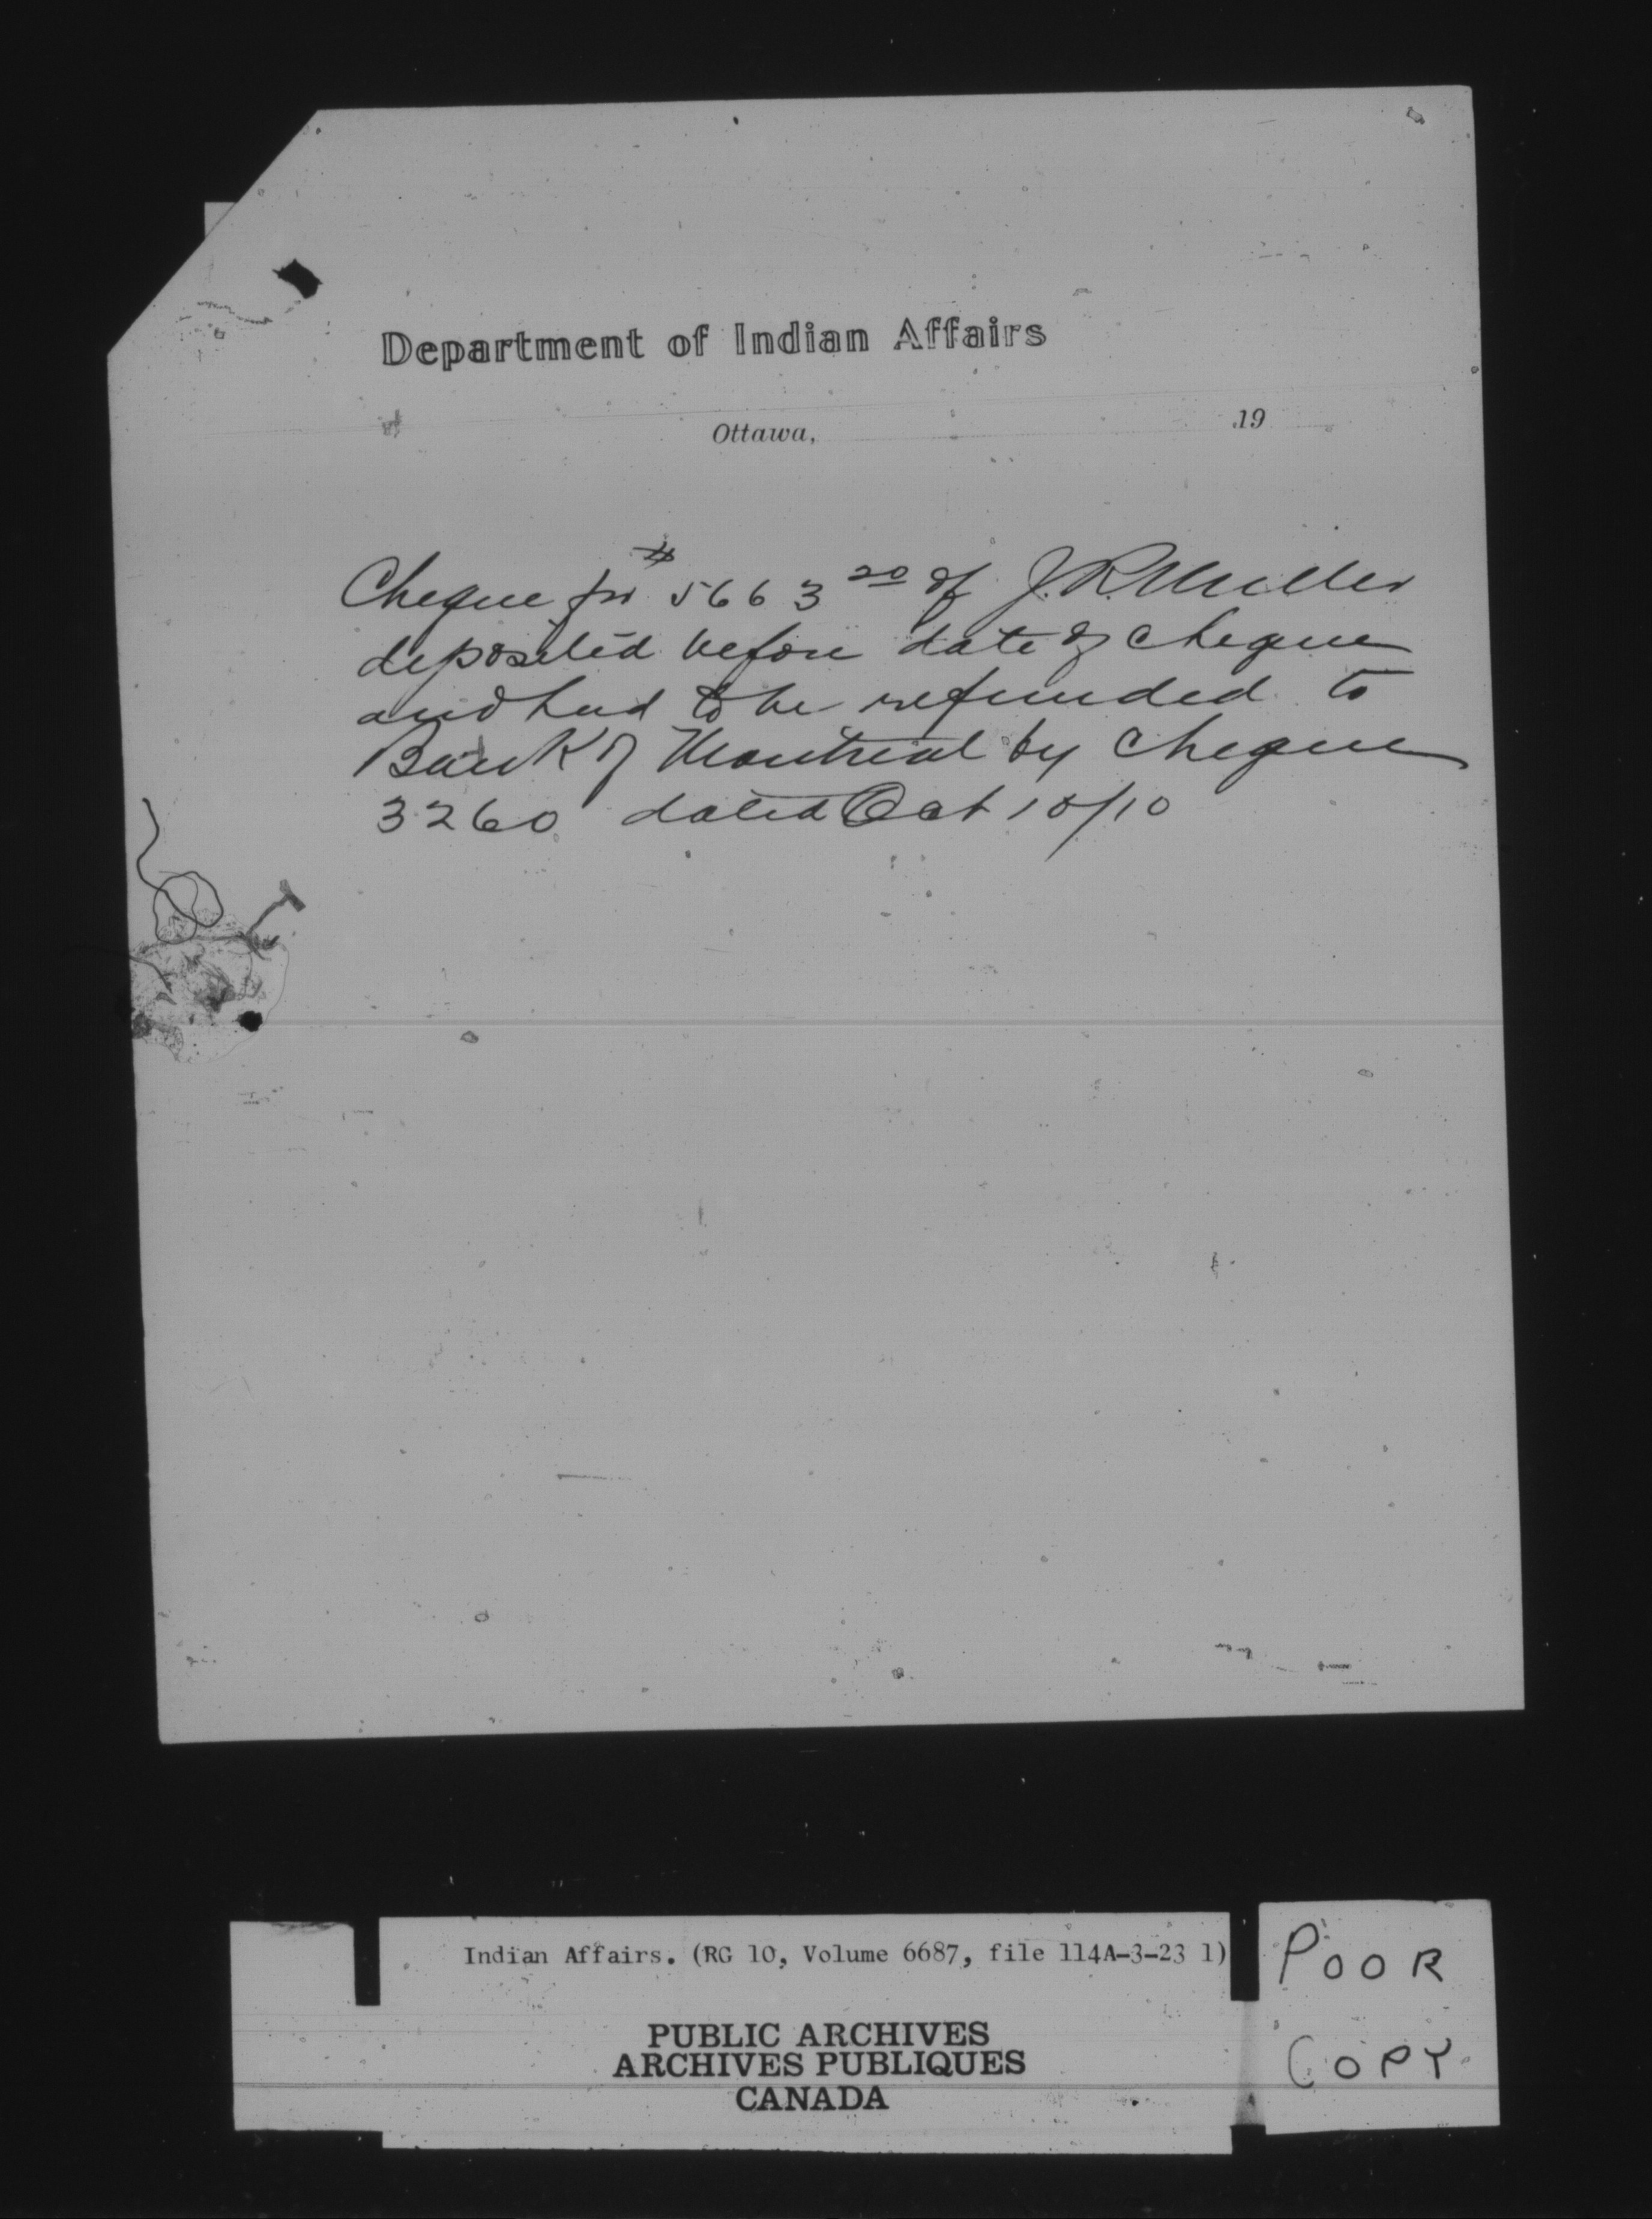 Department of Indian Affairs
Ottawa, 19
Cheque for $5663 20 of J. R. Miller
deposited before date of cheque
and had to be refunded to
Bank of Montreal by cheque
3260 dated Oct 10/10
Indian Affairs. (RG 10, Volume 6687, file 114A-3-23 1)
PUBLIC ARCHIVES
ARCHIVES PUBLIQUES
CANADA
POOR
COPY